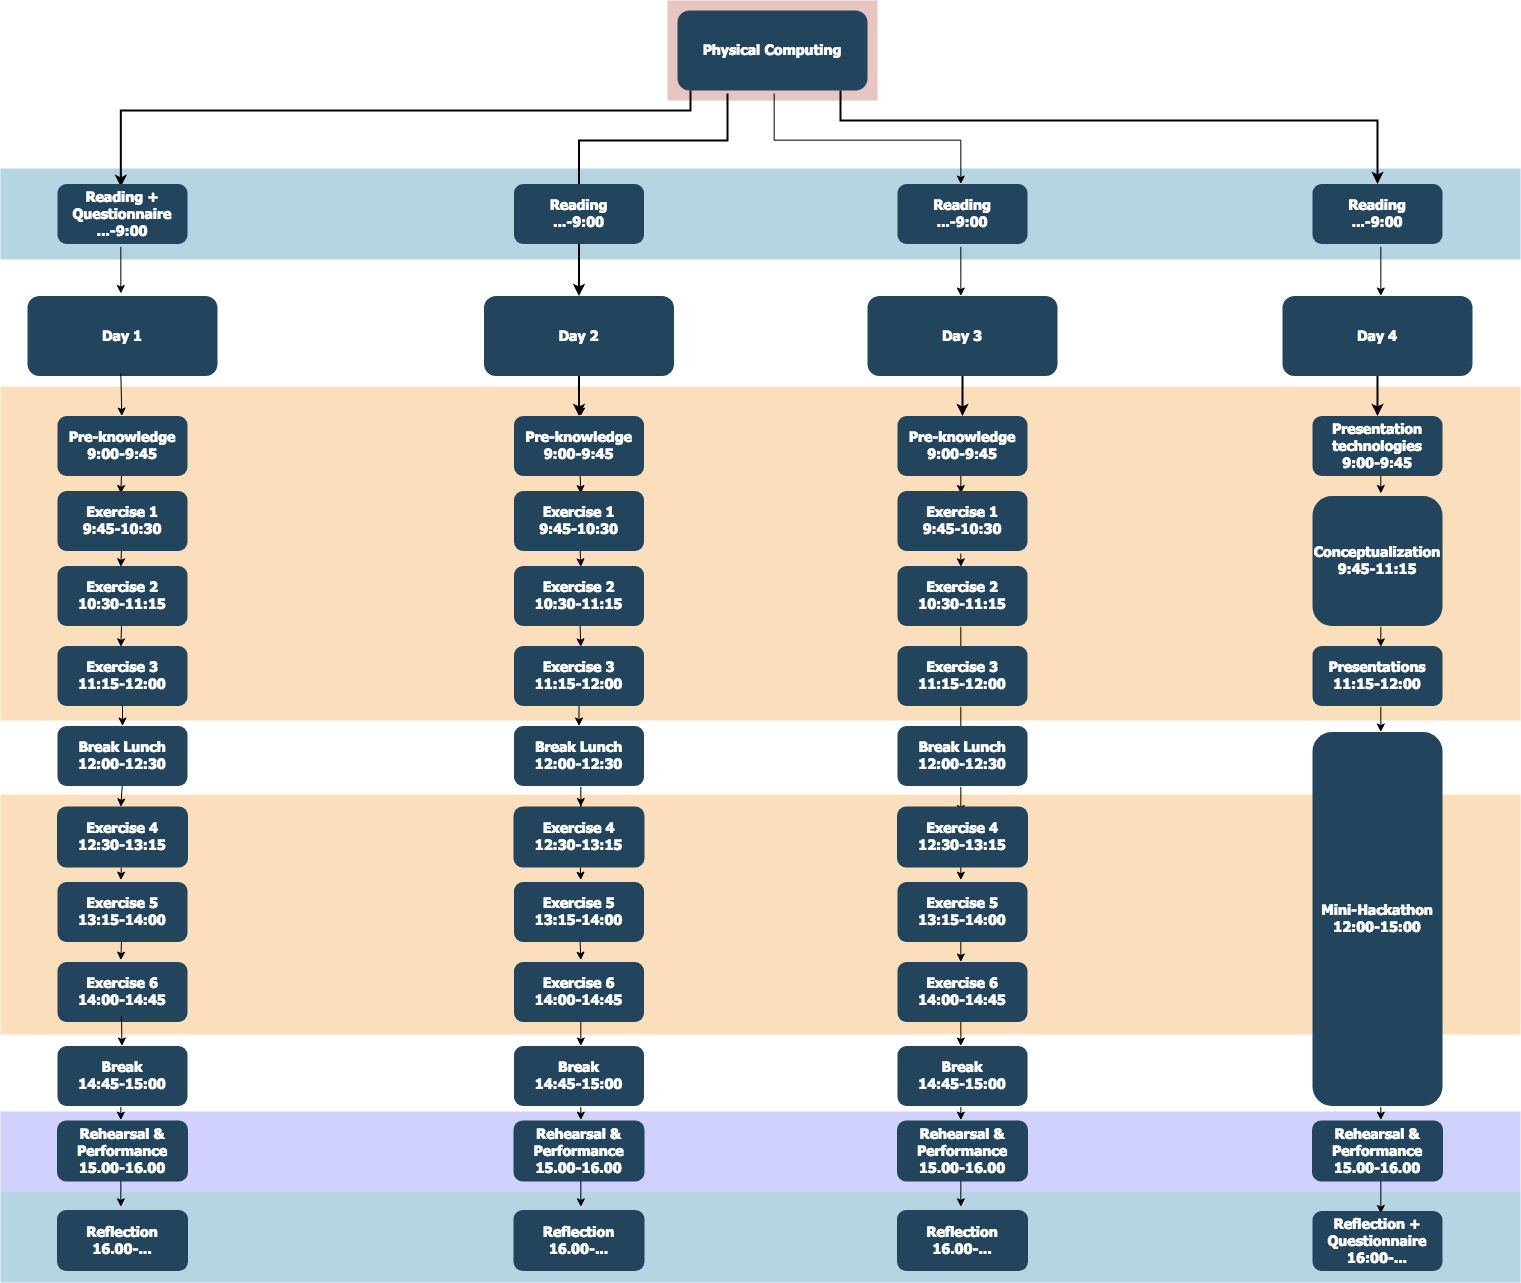 Physical Computing
Reading +
Questionnaire
...-9:00
Reading
...-9:00
Reading
...-9:00
Reading
...-9:00
Day 1
Day 2
Day 3
Day 4
Pre-knowledge
9:00-9:45
Pre-knowledge
9:00-9:45
Pre-knowledge
9:00-9:45
Presentation
technologies
9:00-9:45
Exercise 1
9:45-10:30
Exercise 1
9:45-10:30
Exercise 1
9:45-10:30
Conceptualization
9:45-11:15
Exercise 2
10:30-11:15
Exercise 2
10:30-11:15
Exercise 2
10:30-11:15
Exercise 3
11:15-12:00
Exercise 3
11:15-12:00
Exercise 3
11:15-12:00
Presentations
11:15-12:00
Break Lunch
12:00-12:30
Break Lunch
12:00-12:30
Break Lunch
12:00-12:30
Exercise 4
12:30-13:15
Exercise 4
12:30-13:15
Exercise 4
12:30-13:15
Exercise 5
13:15-14:00
Exercise 5
13:15-14:00
Exercise 5
13:15-14:00
Mini-Hackathon
12:00-15:00
Exercise 6
14:00-14:45
Exercise 6
14:00-14:45
Exercise 6
14:00-14:45
Break
14:45-15:00
Break
14:45-15:00
Break
14:45-15:00
Rehearsal &
Performance
15.00-16.00
Rehearsal &
Performance
15.00-16.00
Rehearsal &
Performance
15.00-16.00
Rehearsal &
Performance
15.00-16.00
Reflection
16.00-...
Reflection
16.00-...
Reflection
16.00-...
Reflection +
Questionnaire
16:00-...